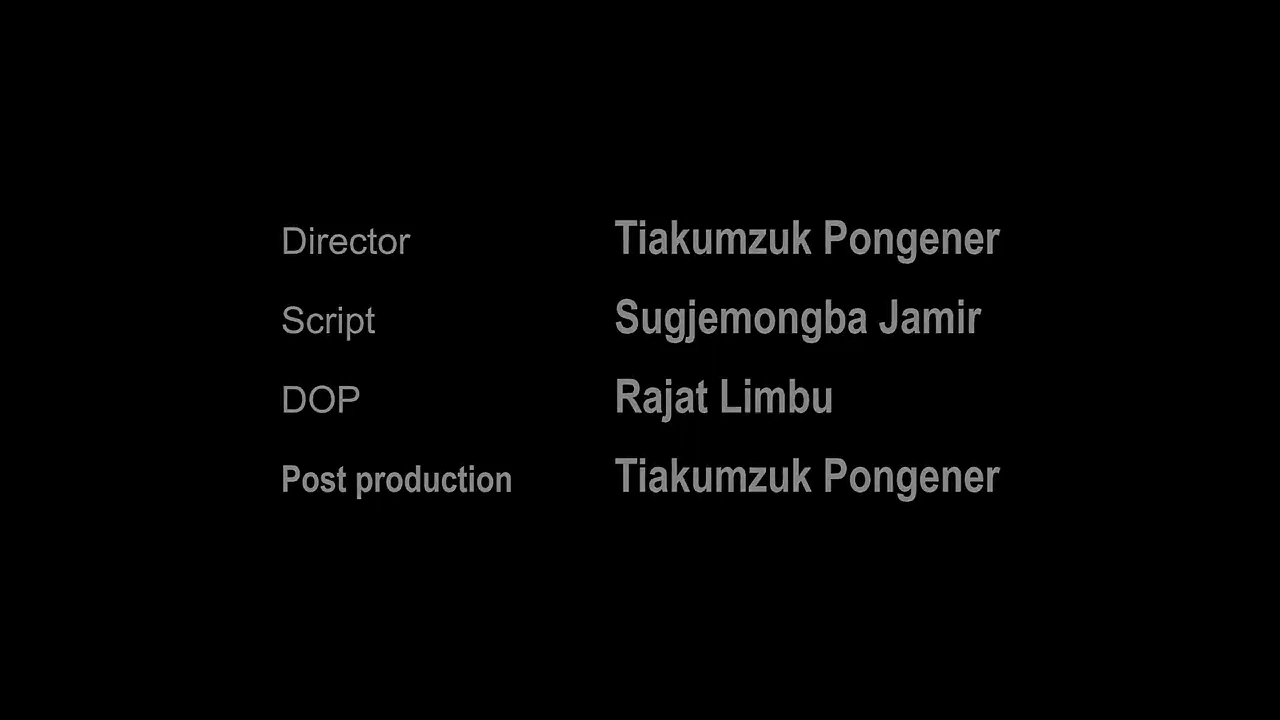 Director Tiakumzuk Pongener
Script Sugjemongba Jamir
DOP Rajat Limbu
Post production Tiakumzuk Pongener